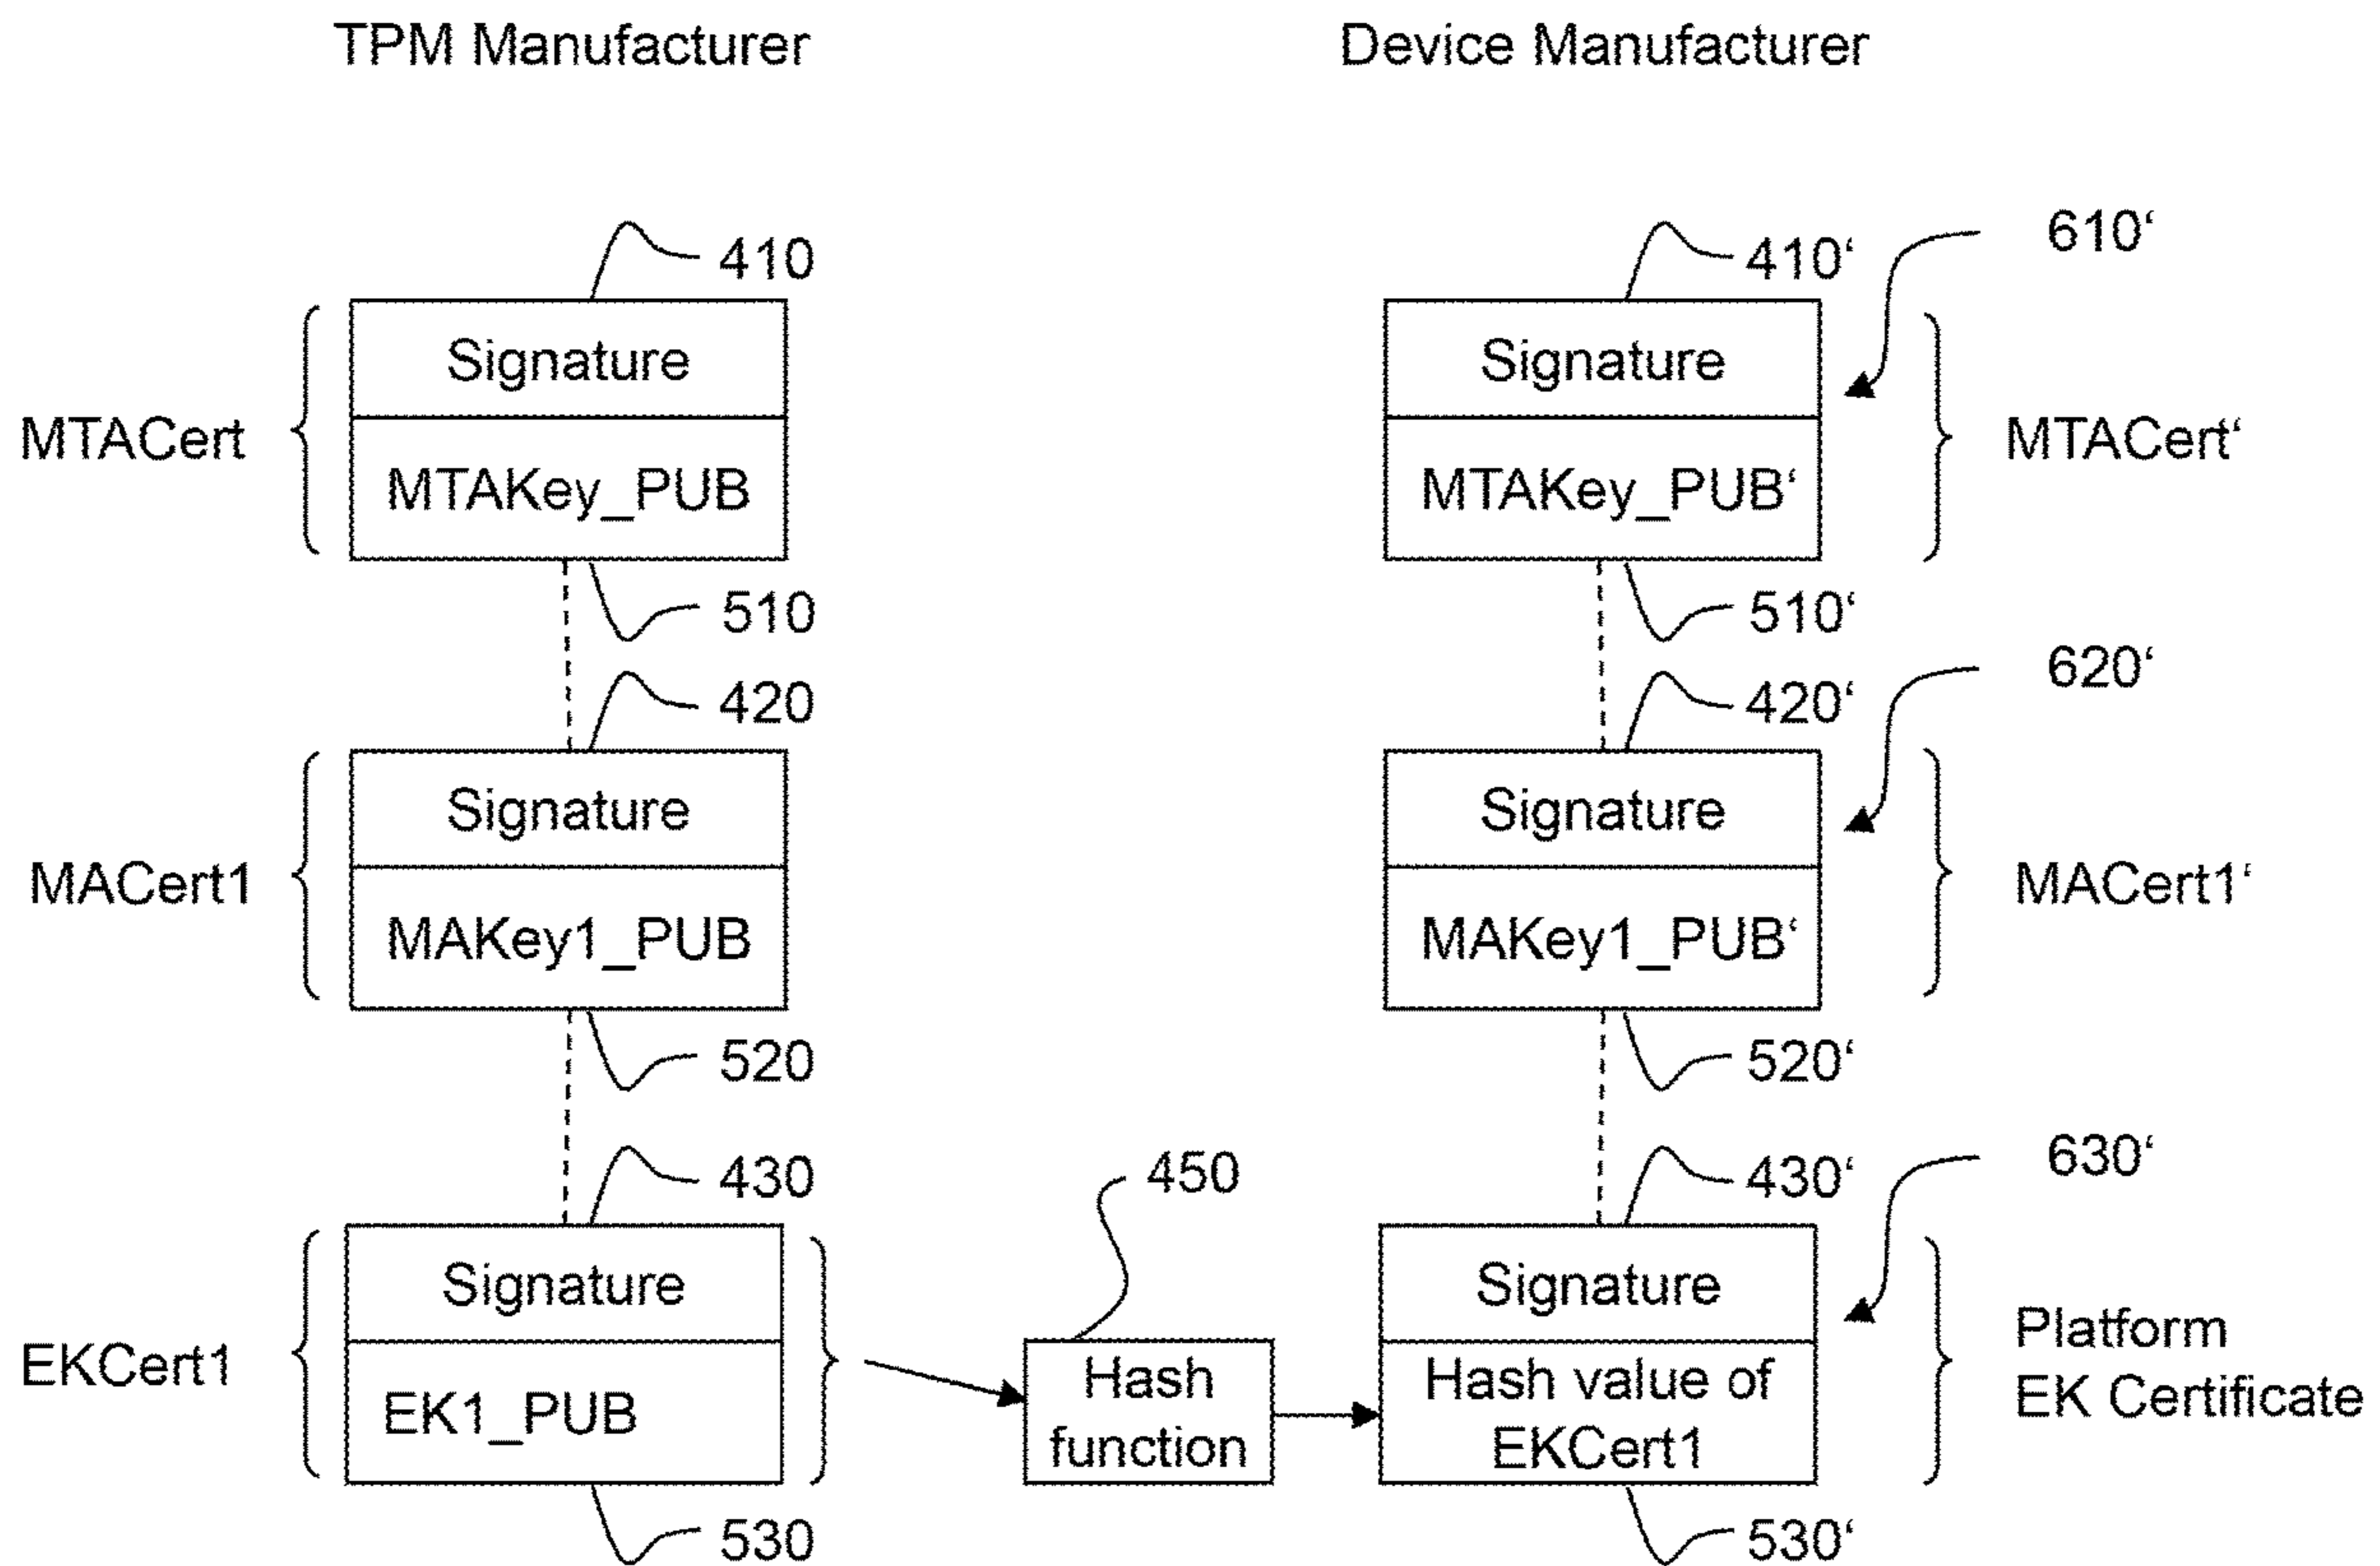 TPM Manufacturer
Device Manufacturer
410
410‘
610‘
Signature
Signature
MTACert
MTAKey_PUB
MTAKey_PUB‘
MTACert‘
510
510‘
420
420‘
620‘
Signature
Signature
MACert1
MAKey1_PUB
MAKey1_PUB‘
MACert1‘
520
520‘
430
450
430‘
630‘
Signature
Signature
EKCert1
EK1_PUB
Hash
function
Hash value of
EKCert1
Platform
EK Certificate
530
530‘